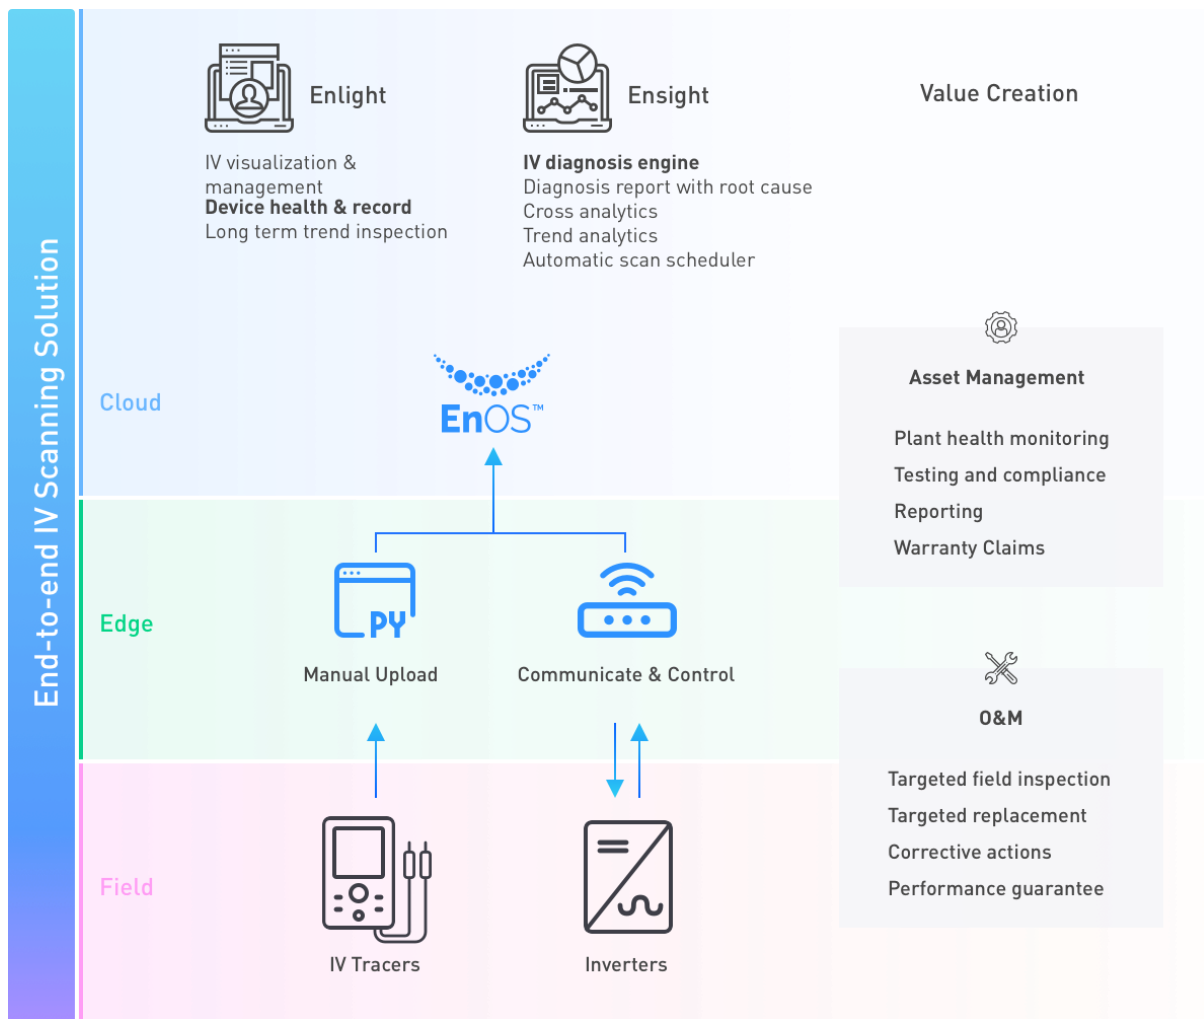 End-to-end IV Scanning Solution
Enlight
IV visualization &
management
Device health & record
Long term trend inspection
Ensight
IV diagnosis engine
Diagnosis report with root cause
Cross analytics
Trend analytics
Automatic scan scheduler
Value Creation
Cloud
EnOS™
Asset Management
Plant health monitoring
Testing and compliance
Reporting
Warranty Claims
Edge
PY
Manual Upload
Communicate & Control
O&M
Targeted field inspection
Targeted replacement
Corrective actions
Performance guarantee
Field
IV Tracers
Inverters